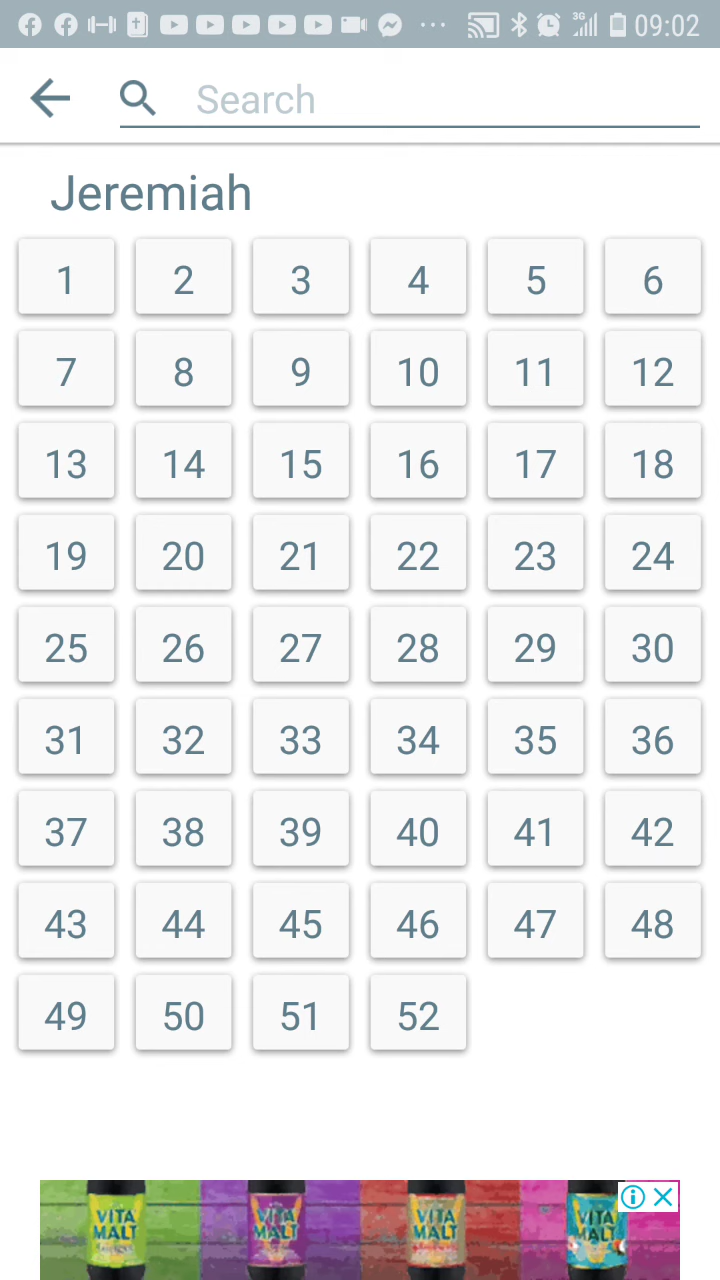 3G 09:02
Search
Jeremiah
1 2 3 4 5 6
7 8 9 10 11 12
13 14 15 16 17 18
19 20 21 22 23 24
25 26 27 28 29 30
31 32 33 34 35 36
37 38 39 40 41 42
43 44 45 46 47 48
49 50 51 52
VITA MALT VITA MALT VITA MALT VITA MALT